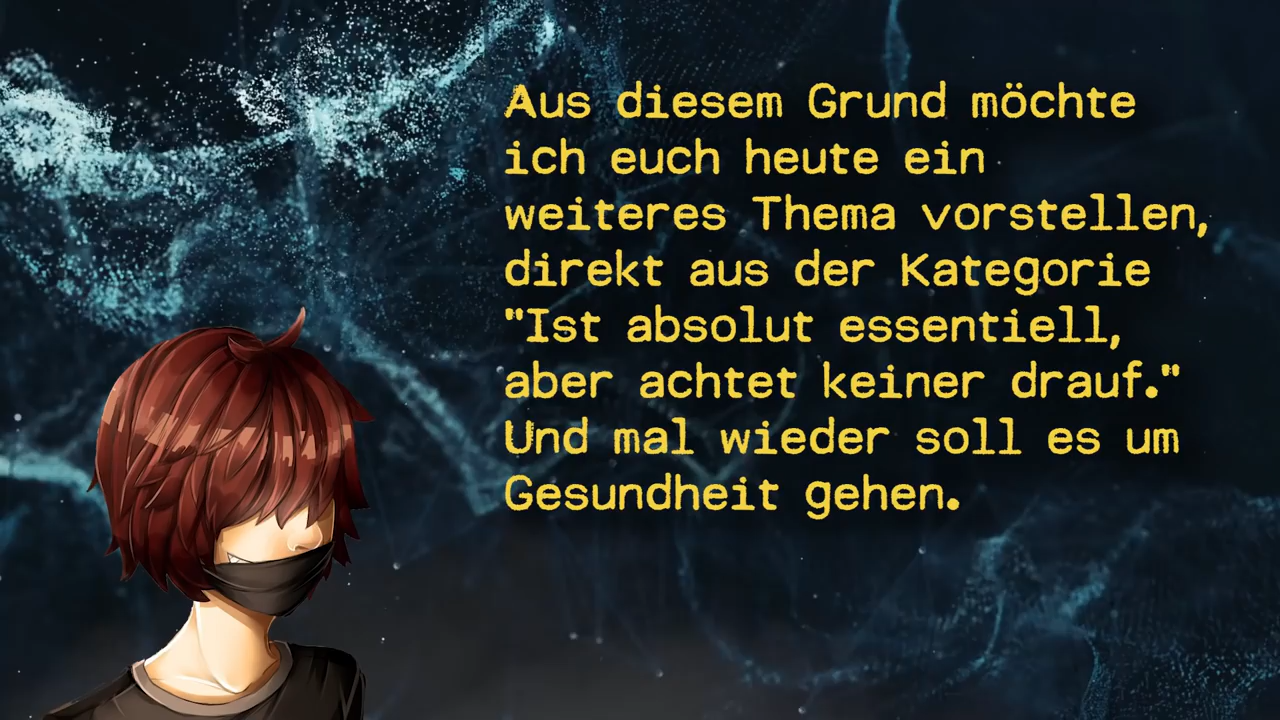 Aus diesem Grund möchte
ich euch heute ein
weiteres Thema vorstellen,
direkt aus der Kategorie
"Ist absolut essentiell,
aber achtet keiner drauf."
Und mal wieder soll es um
Gesundheit gehen.